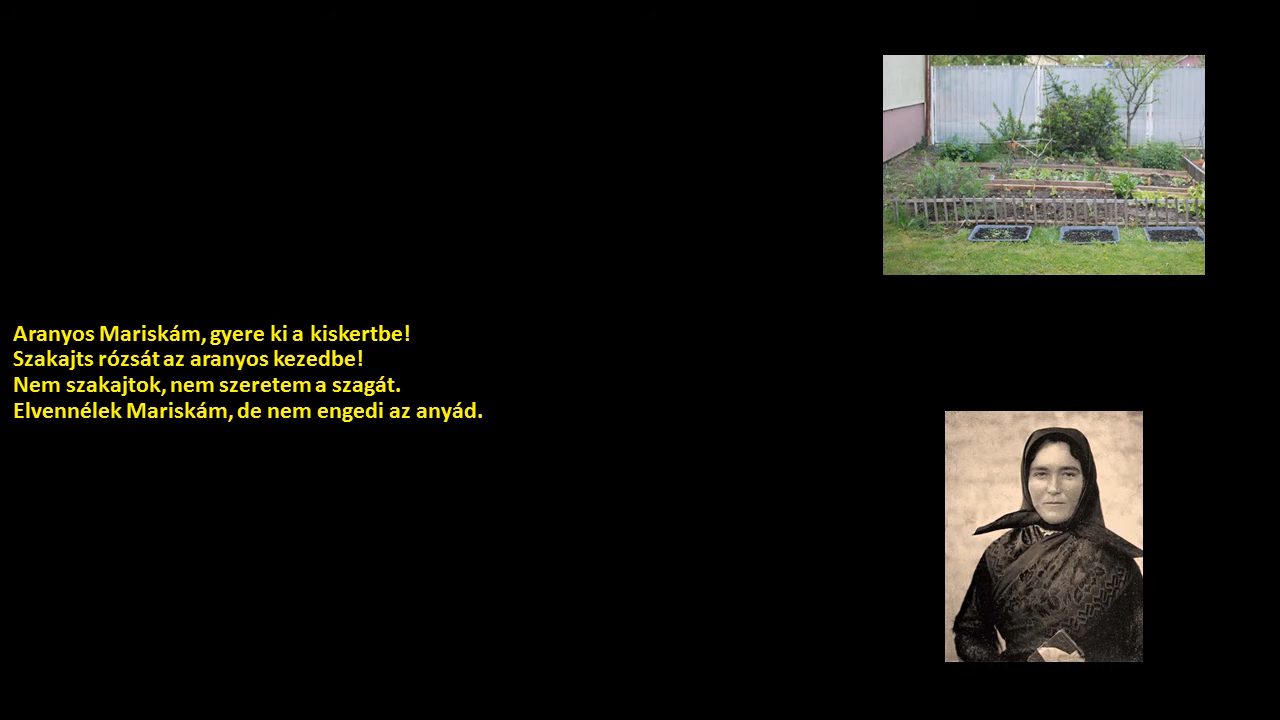 Aranyos Mariskám, gyere ki a kiskertbe!
Szakajts rózsát az aranyos kezedbe!
Nem szakajtok, nem szeretem a szagát.
Elvennélek Mariskám, de nem engedi az anyád.